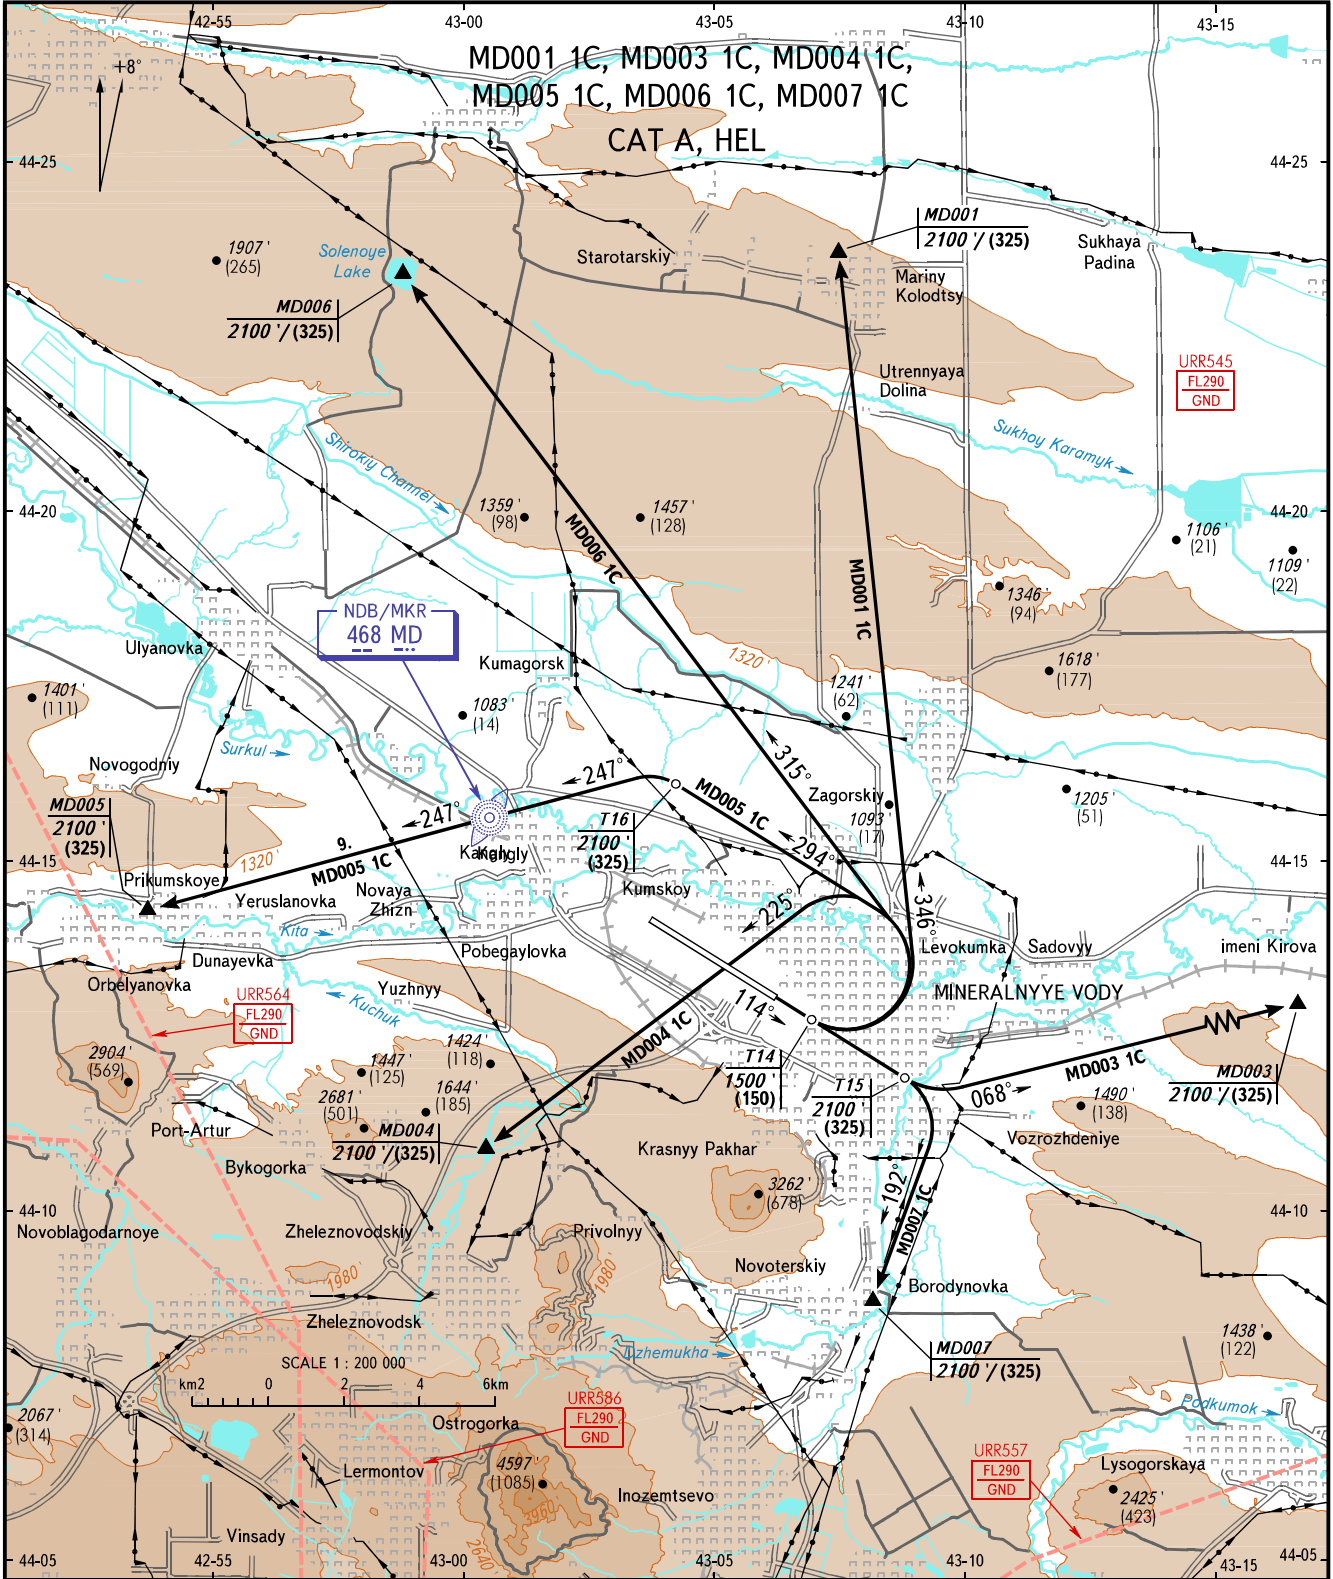 42-55
43-00
43-05
43-10
43-15
+8°
MD001 1C, MD003 1C, MD004 1C,
MD005 1C, MD006 1C, MD007 1C
CAT A, HEL
44-25
44-25
MD001
2100 '/ (325)
Sukhaya
Padina
1907 '
(265)
Solenoye
Lake
Starotarskiy
Mariny
Kolodtsy
MD006
2100 '/ (325)
URR545
FL290
GND
Utrennyaya
Dolina
Sukhoy Karamyk
Shirokiy Channel
44-20
1359 '
(98)
1457 '
(128)
44-20
MD006 1C
MD001 1C
1106 '
(21)
1109 '
(22)
1346 '
(94)
NDB/MKR
468 MD
Ulyanovka
Kumagorsk
1320 '
1618 '
(177)
1241 '
(62)
1401 '
(111)
1083 '
(14)
Surkul
Novogodniy
247°
315°
MD005 1C
Zagorskiy
1093 '
(17)
1205 '
(51)
MD005
2100 '
(325)
247°
T16
2100 '
(325)
294°
9.
MD005 1C
1320 '
Kangly
Kangly
44-15
44-15
Prikumskoye
Yeruslanovka
Novaya
Zhizn
Kumskoy
225°
346°
Kita
Dunayevka
Pobegaylovka
Levokumka
Sadovyy
imeni Kirova
Orbelyanovka
Yuzhnyy
Kuchuk
MINERALNYYE VODY
URR564
FL290
GND
114°
MD004 1C
MD003 1C
2904 '
(569)
1447 '
(125)
1424 '
(118)
T14
1500 '
(150)
T15
2100 '
(325)
068°
MD003
2100 '/ (325)
1644 '
(185)
2681 '
(501)
1490 '
(138)
MD004
2100 '/(325)
Port-Artur
Bykogorka
Krasnyy Pakhar
Vozrozhdeniye
3262 '
(678)
192°
MD007 1C
44-10
44-10
Novoblagodarnoye
Zheleznovodskiy
Privolnyy
Novoterskiy
1980 '
1980 '
Borodynovka
Zheleznovodsk
Dzhemukha
MD007
2100 '/ (325)
1438 '
(122)
SCALE 1 : 200 000
km2 0 2 4 6km
Podkumok
2067 '
(314)
Ostrogorka
URR586
FL290
GND
URR557
FL290
GND
Lysogorskaya
Lermontov
4597 '
(1085)
Inozemtsevo
2425 '
(423)
3960 '
Vinsady
2640 '
44-05
42-55
43-00
43-05
43-10
43-15
44-05